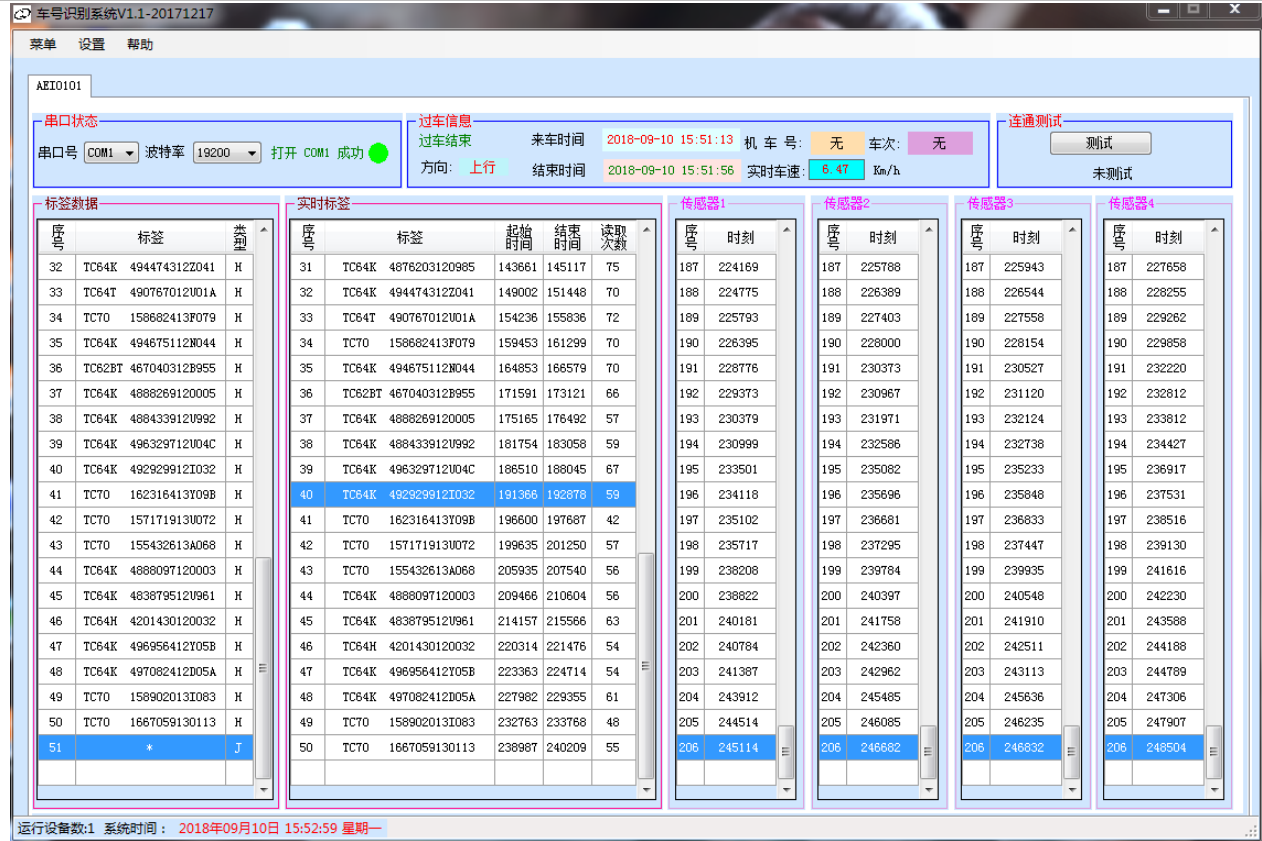 车号识别系统V1.1-20171217
菜单 设置 帮助
AEI0101
串口状态
串口号 COM1 波特率 19200 打开 COM1 成功
过车信息
过车结束 来车时间 2018-09-10 15:51:13 机 车 号: 无 车次: 无
方向: 上行 结束时间 2018-09-10 15:51:56 实时车速: 6.47 Km/h
连通测试
测试
未测试
标签数据
序号 标签 类型
32 TC64K 494474312Z041 H
33 TC64T 490767012U01A H
34 TC70 158682413F079 H
35 TC64K 494675112N044 H
36 TC62BT 467040312B955 H
37 TC64K 4888269120005 H
38 TC64K 488433912U992 H
39 TC64K 496329712U04C H
40 TC64K 492929912I032 H
41 TC70 162316413Y09B H
42 TC70 157171913U072 H
43 TC70 155432613A068 H
44 TC64K 4888097120003 H
45 TC64K 483879512U961 H
46 TC64H 4201430120032 H
47 TC64K 496956412Y05B H
48 TC64K 497082412D05A H
49 TC70 158902013I083 H
50 TC70 1667059130113 H
51 * J
实时标签
序号 标签 起始时间 结束时间 读取次数
31 TC64K 4876203120985 143661 145117 75
32 TC64K 494474312Z041 149002 151448 70
33 TC64T 490767012U01A 154236 155836 72
34 TC70 158682413F079 159453 161299 70
35 TC64K 494675112N044 164853 166579 70
36 TC62BT 467040312B955 171591 173121 66
37 TC64K 4888269120005 175165 176492 57
38 TC64K 488433912U992 181754 183058 59
39 TC64K 496329712U04C 186510 188045 67
40 TC64K 492929912I032 191366 192878 59
41 TC70 162316413Y09B 196600 197687 42
42 TC70 157171913U072 199635 201250 57
43 TC70 155432613A068 205935 207540 56
44 TC64K 4888097120003 209466 210604 56
45 TC64K 483879512U961 214157 215566 63
46 TC64H 4201430120032 220314 221476 54
47 TC64K 496956412Y05B 223363 224714 54
48 TC64K 497082412D05A 227982 229355 61
49 TC70 158902013I083 232763 233768 48
50 TC70 1667059130113 238987 240209 55
传感器1
序号 时刻
187 224169
188 224775
189 225793
190 226395
191 228776
192 229373
193 230379
194 230999
195 233501
196 234118
197 235102
198 235717
199 238208
200 238822
201 240181
202 240784
203 241387
204 243912
205 244514
206 245114
传感器2
序号 时刻
187 225788
188 226389
189 227403
190 228000
191 230373
192 230967
193 231971
194 232586
195 235082
196 235696
197 236681
198 237295
199 239784
200 240397
201 241758
202 242360
203 242962
204 245485
205 246085
206 246682
传感器3
序号 时刻
187 225943
188 226544
189 227558
190 228154
191 230527
192 231120
193 232124
194 232738
195 235233
196 235848
197 236833
198 237447
199 239935
200 240548
201 241910
202 242511
203 243113
204 245636
205 246235
206 246832
传感器4
序号 时刻
187 227658
188 228255
189 229262
190 229858
191 232220
192 232812
193 233812
194 234427
195 236917
196 237531
197 238516
198 239130
199 241616
200 242230
201 243588
202 244188
203 244789
204 247306
205 247907
206 248504
运行设备数:1 系统时间： 2018年09月10日 15:52:59 星期一